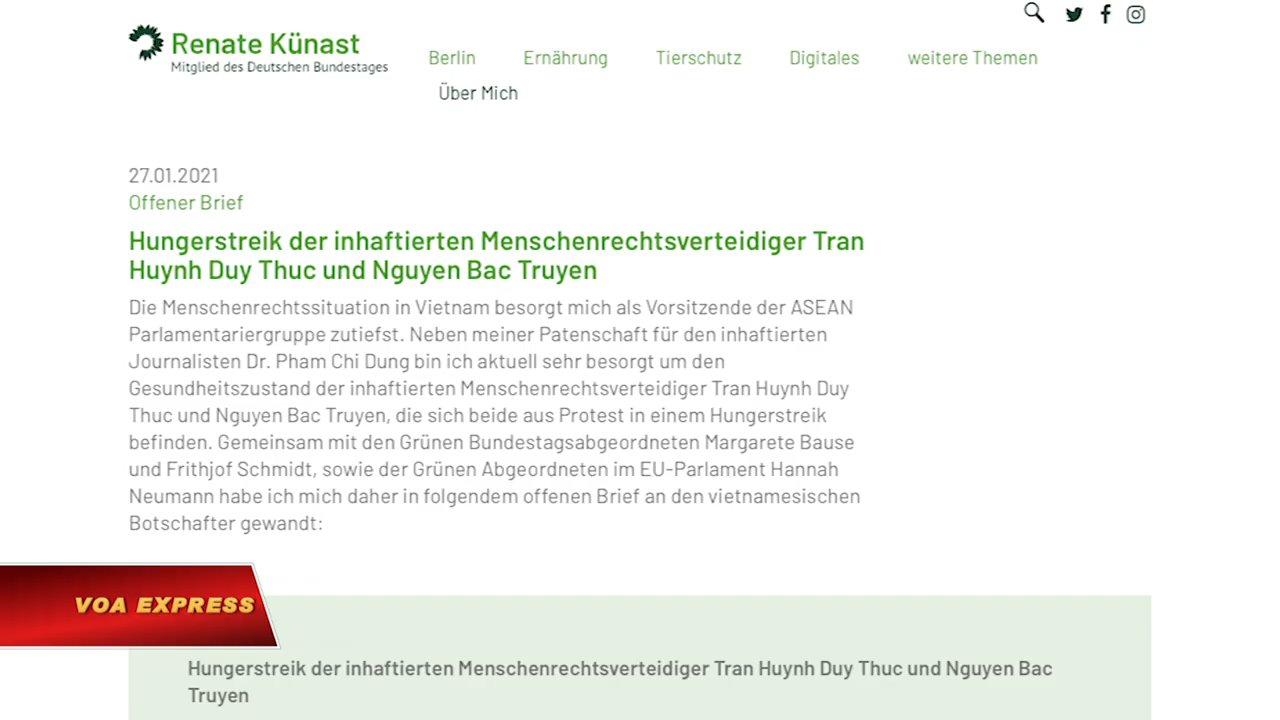 Renate Künast
Mitglied des Deutschen Bundestages
Berlin
Ernährung
Tierschutz
Digitales
weitere Themen
Über Mich
27.01.2021
Offener Brief
Hungerstreik der inhaftierten Menschenrechtsverteidiger Tran
Huynh Duy Thuc und Nguyen Bac Truyen
Die Menschenrechtssituation in Vietnam besorgt mich als Vorsitzende der ASEAN
Parlamentariergruppe zutiefst. Neben meiner Patenschaft für den inhaftierten
Journalisten Dr. Pham Chi Dung bin ich aktuell sehr besorgt um den
Gesundheitszustand der inhaftierten Menschenrechtsverteidiger Tran Huynh Duy
Thuc und Nguyen Bac Truyen, die sich beide aus Protest in einem Hungerstreik
befinden. Gemeinsam mit den Grünen Bundestagsabgeordneten Margarete Bause
und Frithjof Schmidt, sowie der Grünen Abgeordneten im EU-Parlament Hannah
Neumann habe ich mich daher in folgendem offenen Brief an den vietnamesischen
Botschafter gewandt:
VOA EXPRESS
Hungerstreik der inhaftierten Menschenrechtsverteidiger Tran Huynh Duy Thuc und Nguyen Bac
Truyen